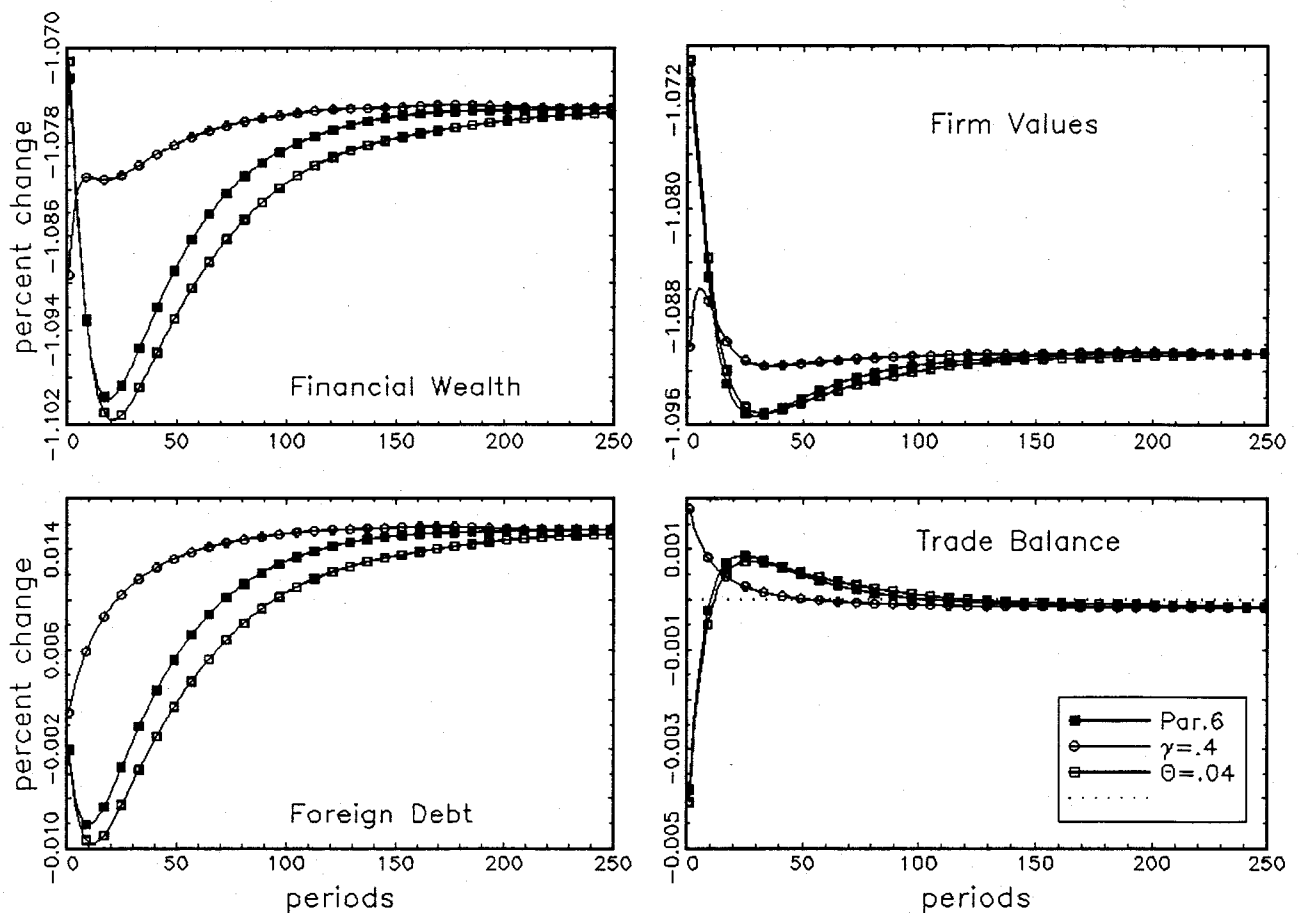 percent change
-1.070
-1.078
-1.086
-1.094
-1.102
Financial Wealth
0 50 100 150 200 250
-1.072
-1.080
-1.088
-1.096
Firm Values
0 50 100 150 200 250
percent change
0.014
0.006
-0.002
-0.010
Foreign Debt
0 50 100 150 200 250
periods
0.001
-0.001
-0.003
-0.005
Trade Balance
Par.6
γ=.4
Θ=.04
0 50 100 150 200 250
periods